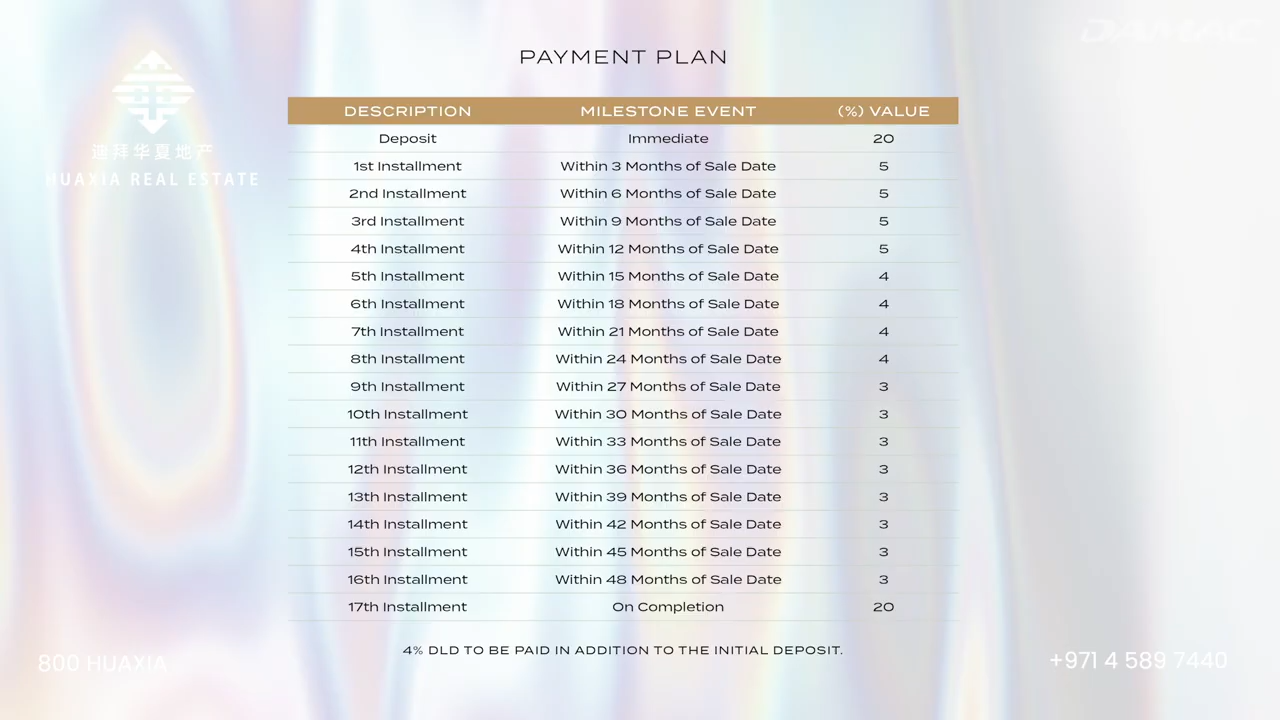 DAMAC
PAYMENT PLAN
迪拜华夏地产
HUAXIA REAL ESTATE
DESCRIPTION MILESTONE EVENT (%) VALUE
Deposit Immediate 20
1st Installment Within 3 Months of Sale Date 5
2nd Installment Within 6 Months of Sale Date 5
3rd Installment Within 9 Months of Sale Date 5
4th Installment Within 12 Months of Sale Date 5
5th Installment Within 15 Months of Sale Date 4
6th Installment Within 18 Months of Sale Date 4
7th Installment Within 21 Months of Sale Date 4
8th Installment Within 24 Months of Sale Date 4
9th Installment Within 27 Months of Sale Date 3
10th Installment Within 30 Months of Sale Date 3
11th Installment Within 33 Months of Sale Date 3
12th Installment Within 36 Months of Sale Date 3
13th Installment Within 39 Months of Sale Date 3
14th Installment Within 42 Months of Sale Date 3
15th Installment Within 45 Months of Sale Date 3
16th Installment Within 48 Months of Sale Date 3
17th Installment On Completion 20
4% DLD TO BE PAID IN ADDITION TO THE INITIAL DEPOSIT.
800 HUAXIA
+971 4 589 7440